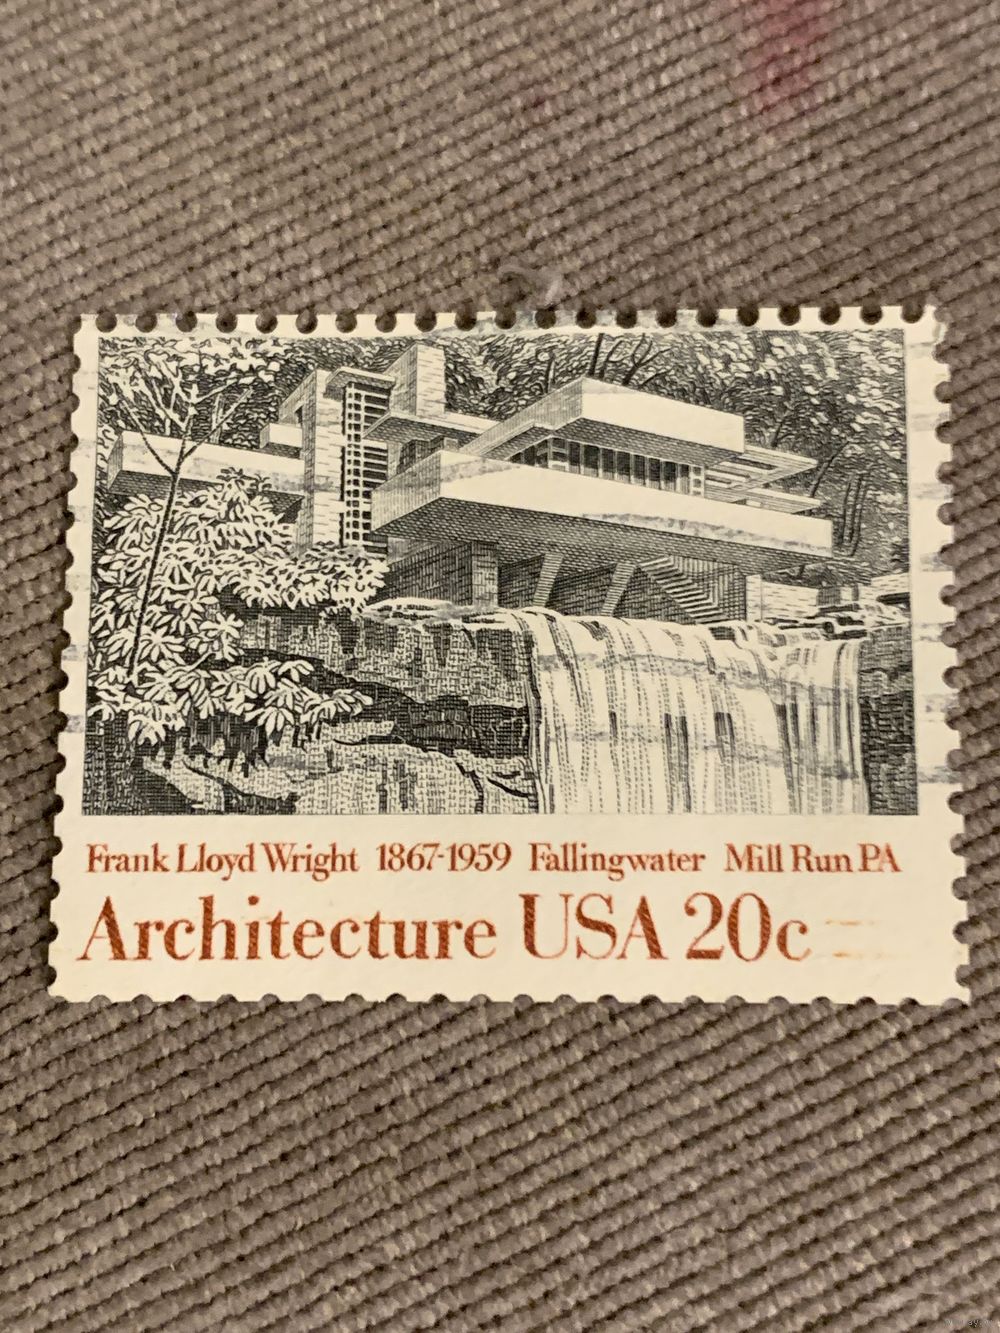 Frank Lloyd Wright 1867-1959 Fallingwater Mill Run PA
Architecture USA 20c